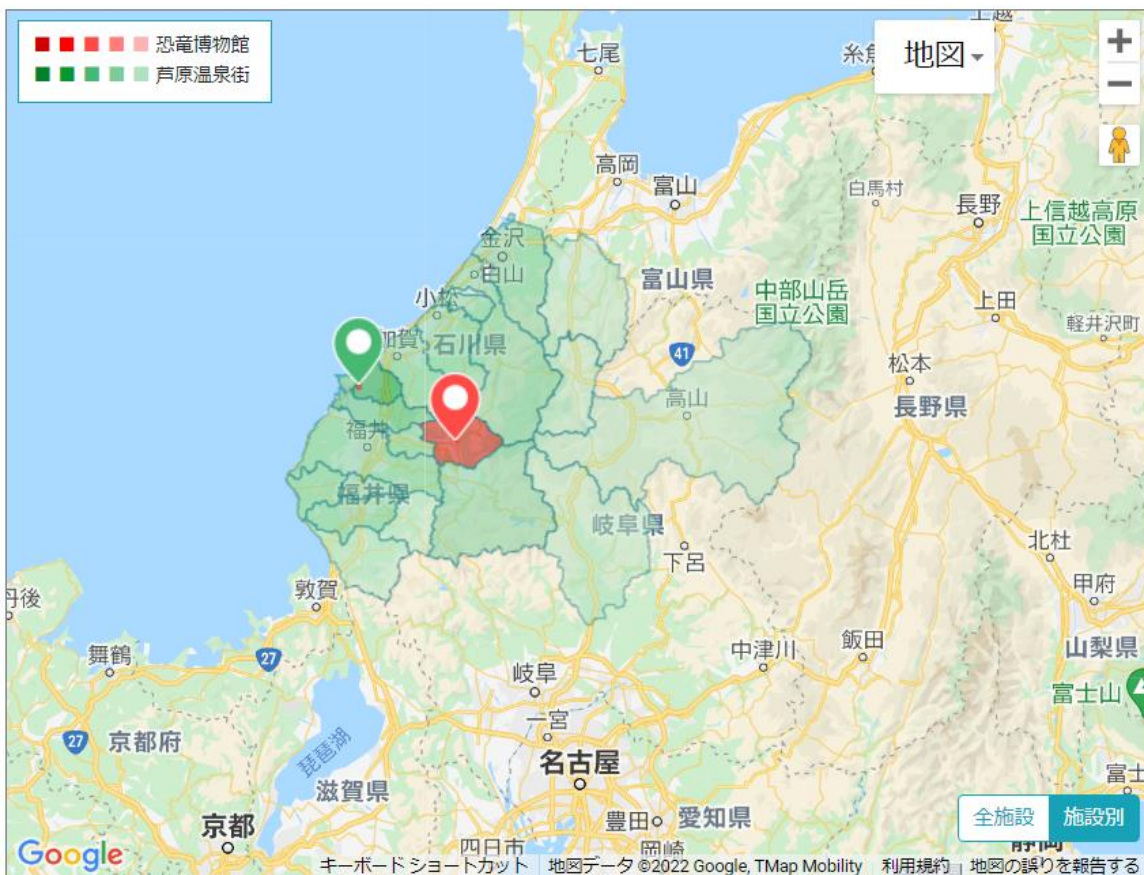 恐竜博物館
芦原温泉街
地図
上越
七尾
高岡
富山
白馬村
長野
上信越高原
国立公園
金沢
白山
小松
富山県
中部山岳
国立公園
上田
軽井沢町
加賀
石川県
41
松本
高山
長野県
福井
福井県
岐阜県
北杜
下呂
甲府
敦賀
丹後
舞鶴
27
中津川
飯田
山梨県
岐阜
富士山
27
京都府
一宮
琵琶湖
名古屋
滋賀県
京都
豊田
愛知県
全施設
施設別
四日市
岡崎
静岡
Google
キーボード ショートカット
地図データ ©2022 Google, TMap Mobility
利用規約
地図の誤りを報告する